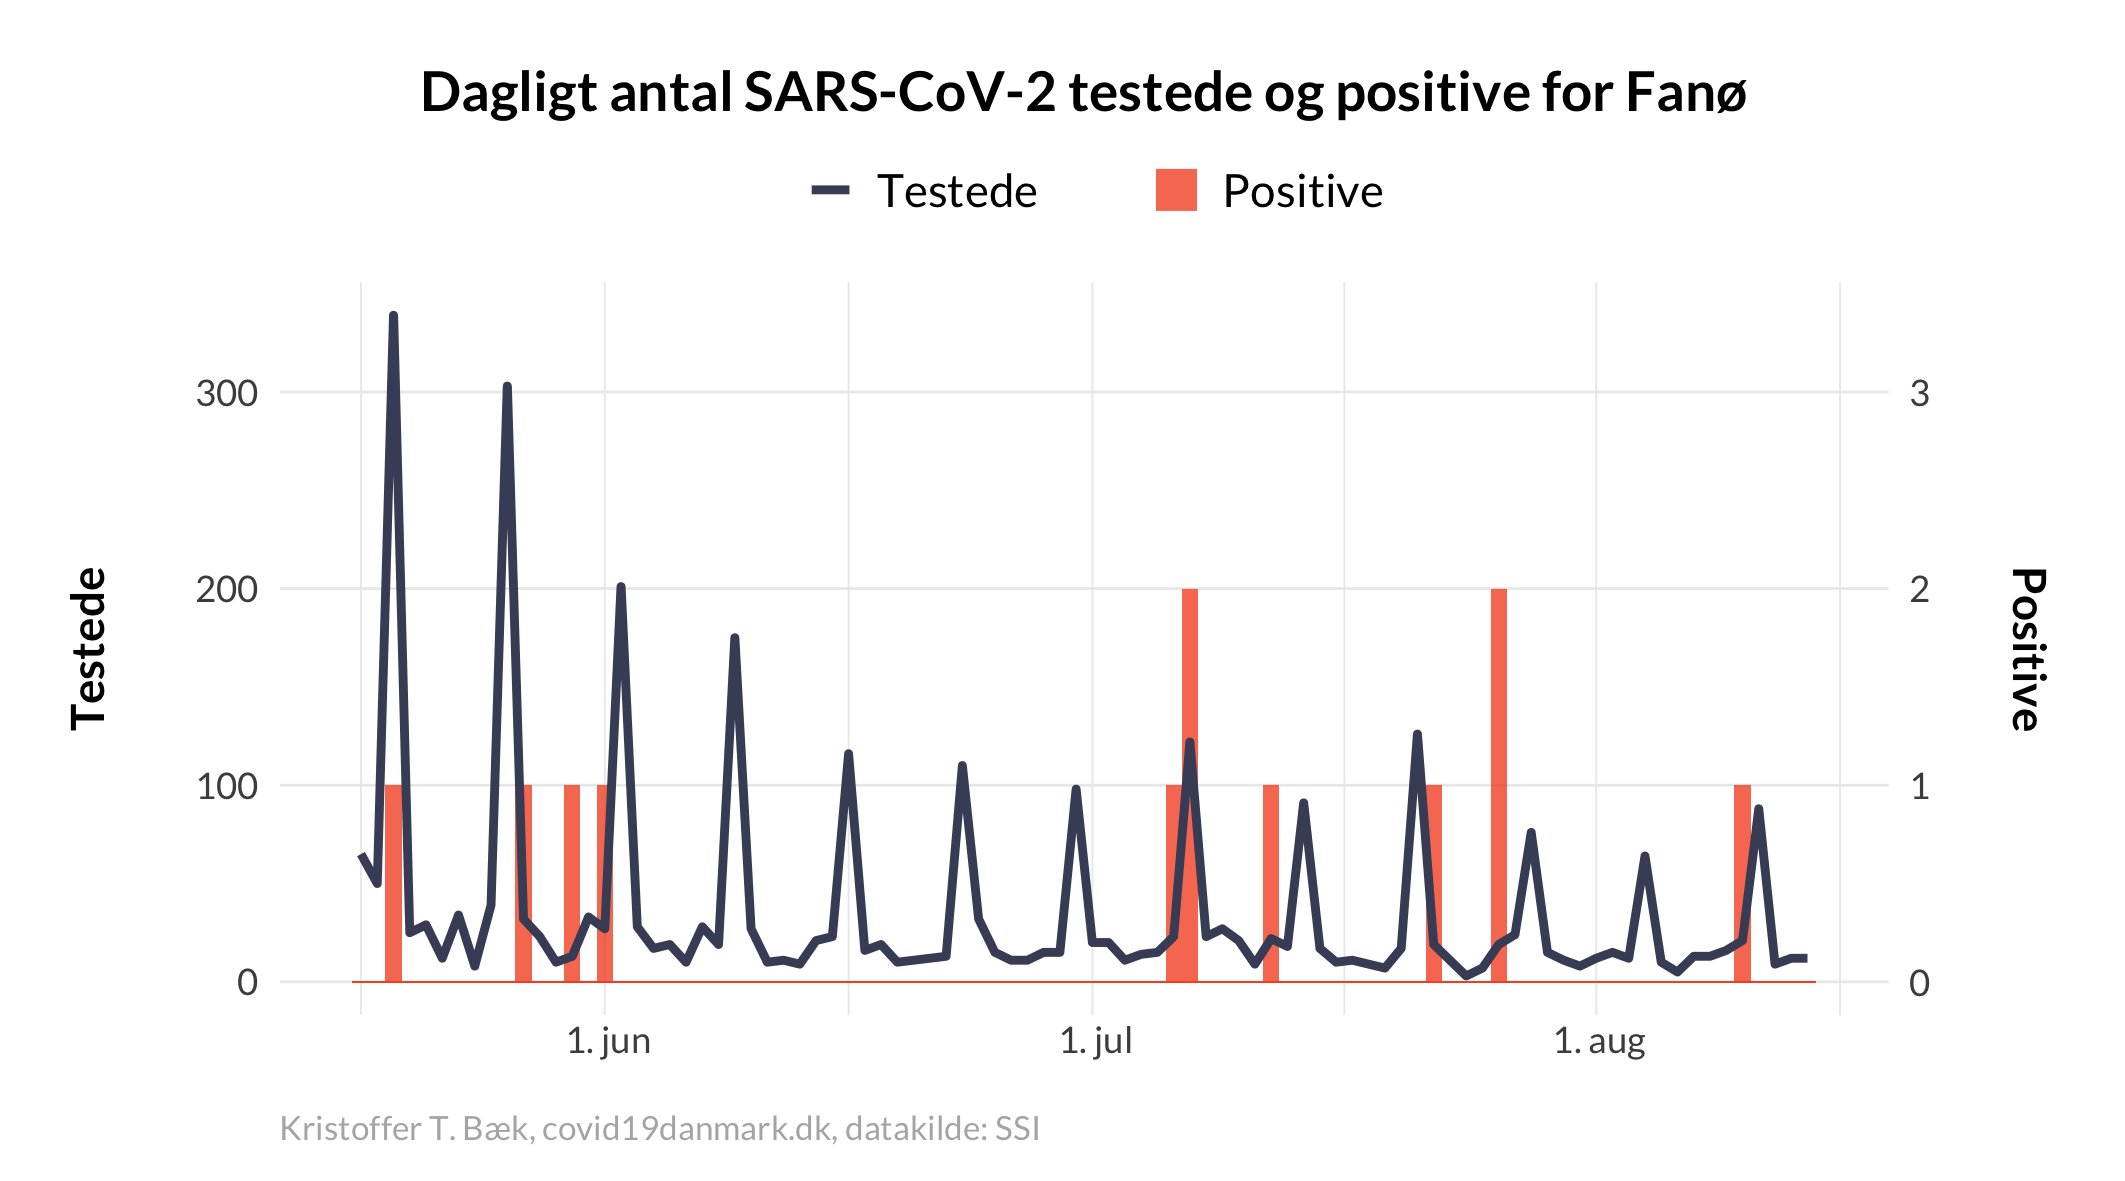 Dagligt antal SARS-CoV-2 testede og positive for Fanø
Testede
Positive
300
200
100
0
3
2
1
0
Testede
Positive
1. jun
1. jul
1. aug
Kristoffer T. Bæk, covid19danmark.dk, datakilde: SSI